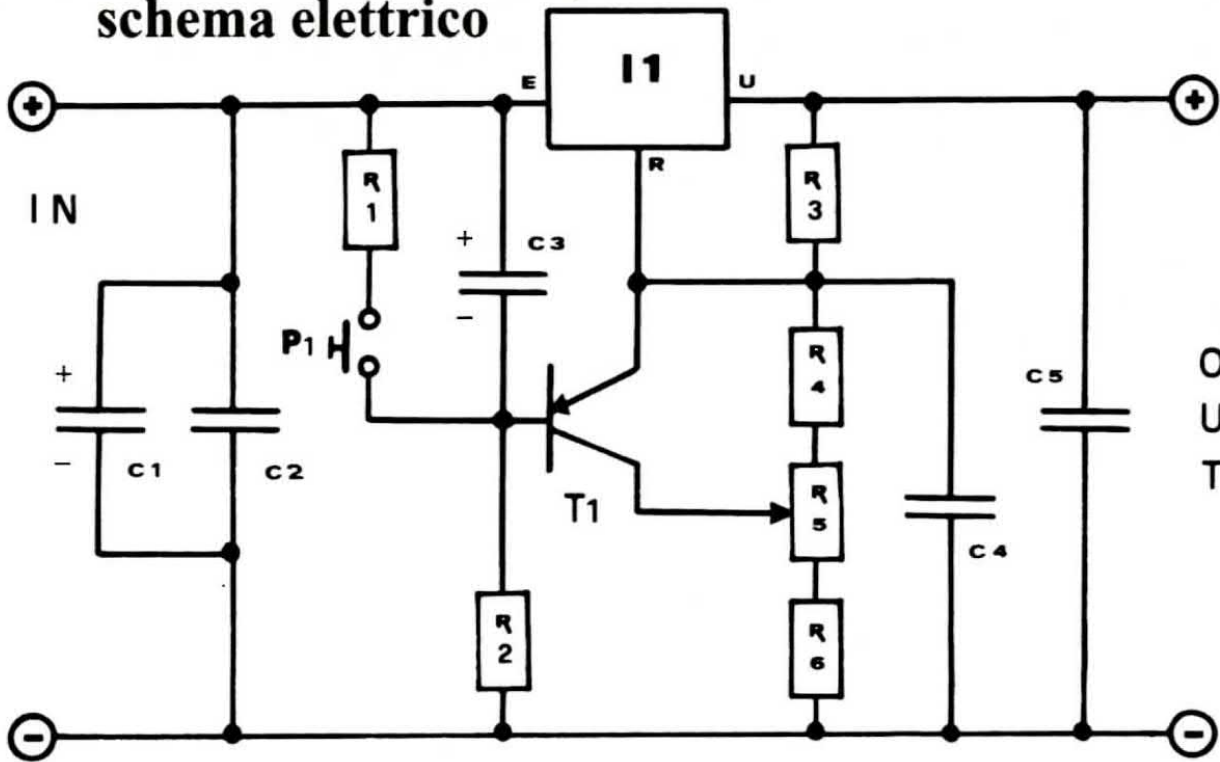 schema elettrico
I1
E
U
R
+
+
IN
R
1
R
3
+
C3
−
P1
R
4
C5
O
U
T
+
C1
−
C2
T1
R
5
C4
R
2
R
6
−
−